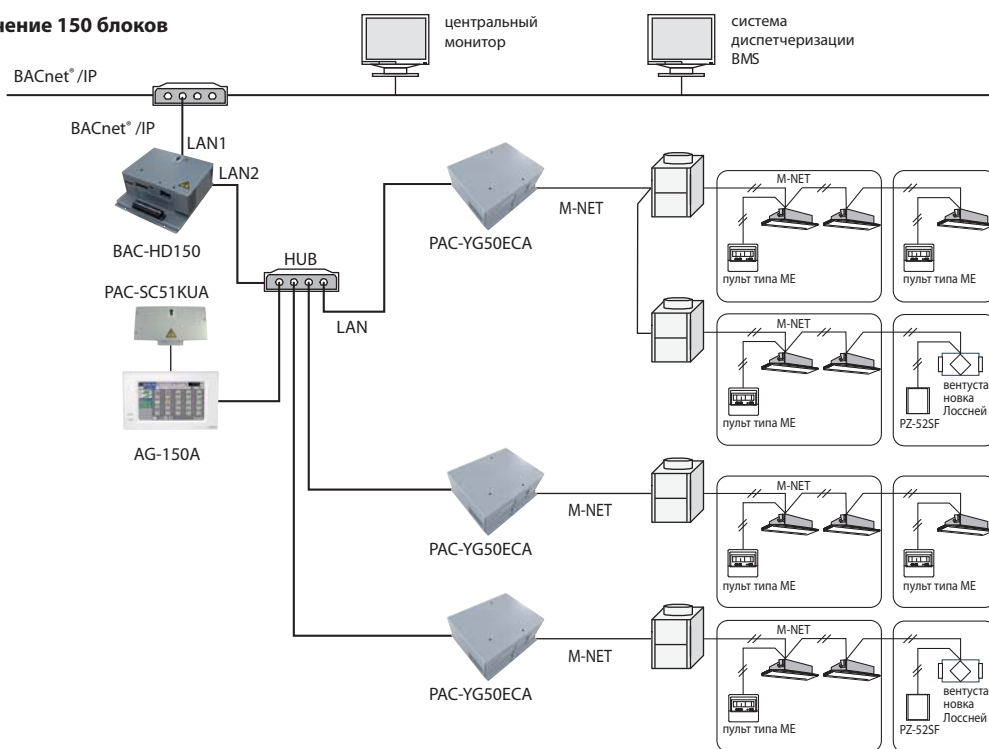 чение 150 блоков
центральный
монитор
система
диспетчеризации
BMS
BACnet® /IP
BACnet® /IP
LAN1
LAN2
BAC-HD150
HUB
PAC-SC51KUA
LAN
AG-150A
PAC-YG50ECA
M-NET
M-NET
пульт типа ME
пульт типа ME
M-NET
пульт типа ME
PZ-52SF
вентуста
новка
Лоссней
PAC-YG50ECA
M-NET
M-NET
пульт типа ME
пульт типа ME
PAC-YG50ECA
M-NET
M-NET
пульт типа ME
PZ-52SF
вентуста
новка
Лоссней